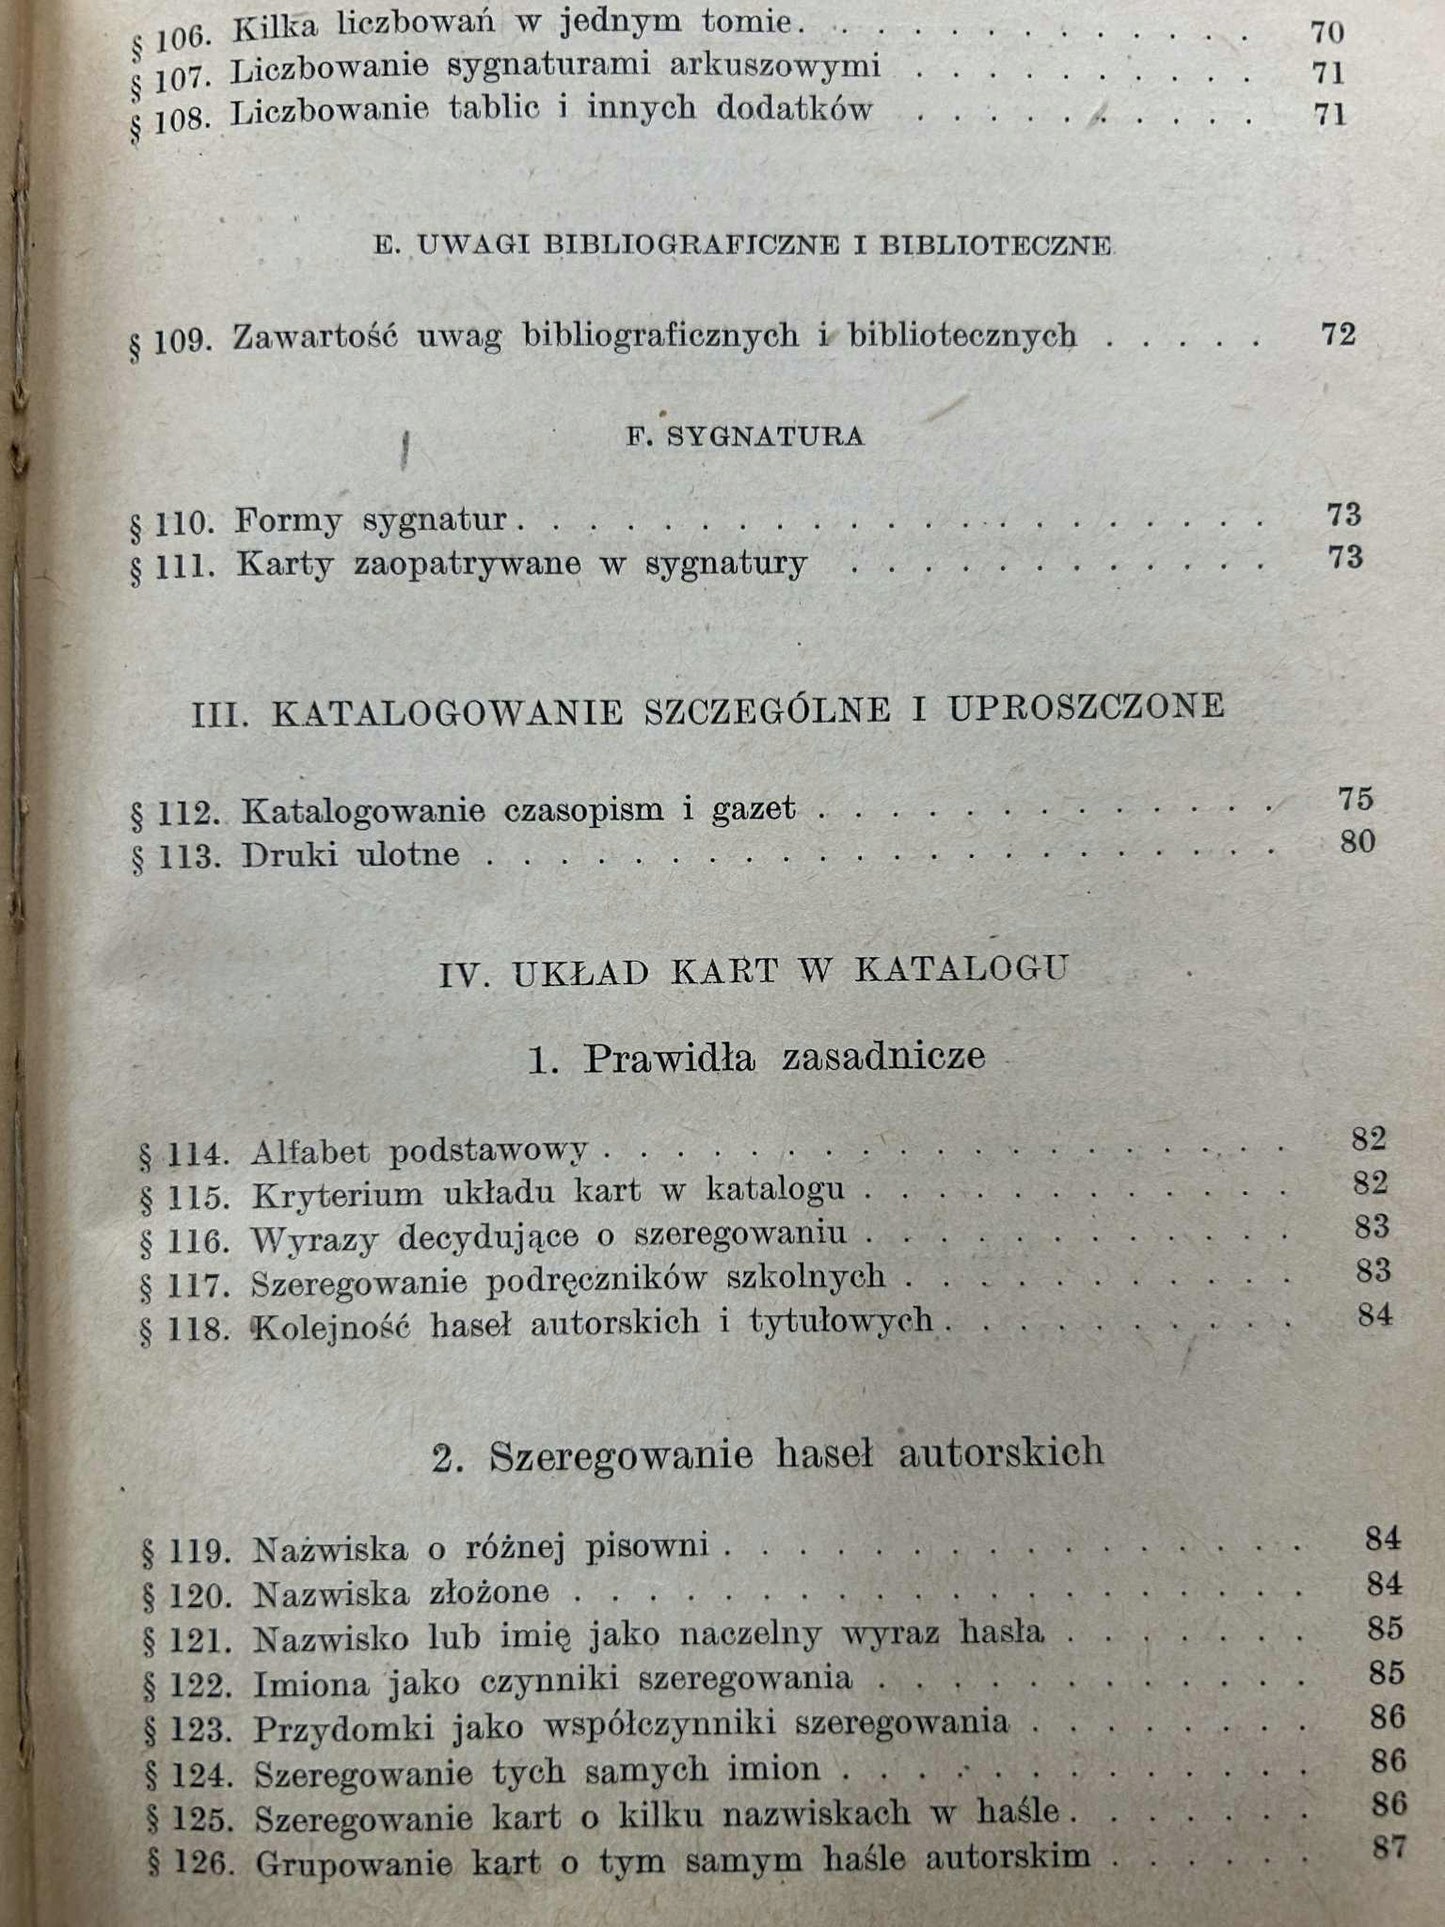 § 106. Kilka liczbowań w jednym tomie. . . . . . . . . . . . . 70
§ 107. Liczbowanie sygnaturami arkuszowymi . . . . . . . . . . 71
§ 108. Liczbowanie tablic i innych dodatków . . . . . . . . . . 71
E. UWAGI BIBLIOGRAFICZNE I BIBLIOTECZNE
§ 109. Zawartość uwag bibliograficznych i bibliotecznych . . . . . 72
F. SYGNATURA
§ 110. Formy sygnatur . . . . . . . . . . . . . . . . . . . . . 73
§ 111. Karty zaopatrywane w sygnatury . . . . . . . . . . . . 73
III. KATALOGOWANIE SZCZEGÓLNE I UPROSZCZONE
§ 112. Katalogowanie czasopism i gazet . . . . . . . . . . . . . 75
§ 113. Druki ulotne . . . . . . . . . . . . . . . . . . . . . . 80
IV. UKŁAD KART W KATALOGU
1. Prawidła zasadnicze
§ 114. Alfabet podstawowy . . . . . . . . . . . . . . . . . . . 82
§ 115. Kryterium układu kart w katalogu . . . . . . . . . . . . 82
§ 116. Wyrazy decydujące o szeregowaniu . . . . . . . . . . . . 83
§ 117. Szeregowanie podręczników szkolnych . . . . . . . . . . . 83
§ 118. Kolejność haseł autorskich i tytułowych . . . . . . . . . . 84
2. Szeregowanie haseł autorskich
§ 119. Nażwiska o różnej pisowni . . . . . . . . . . . . . . . . 84
§ 120. Nazwiska złożone . . . . . . . . . . . . . . . . . . . . 84
§ 121. Nazwisko lub imię jako naczelny wyraz hasła . . . . . . . 85
§ 122. Imiona jako czynniki szeregowania . . . . . . . . . . . . 85
§ 123. Przydomki jako współczynniki szeregowania . . . . . . . . 86
§ 124. Szeregowanie tych samych imion . . . . . . . . . . . . . 86
§ 125. Szeregowanie kart o kilku nazwiskach w haśle . . . . . . . 86
§ 126. Grupowanie kart o tym samym haśle autorskim . . . . . . 87